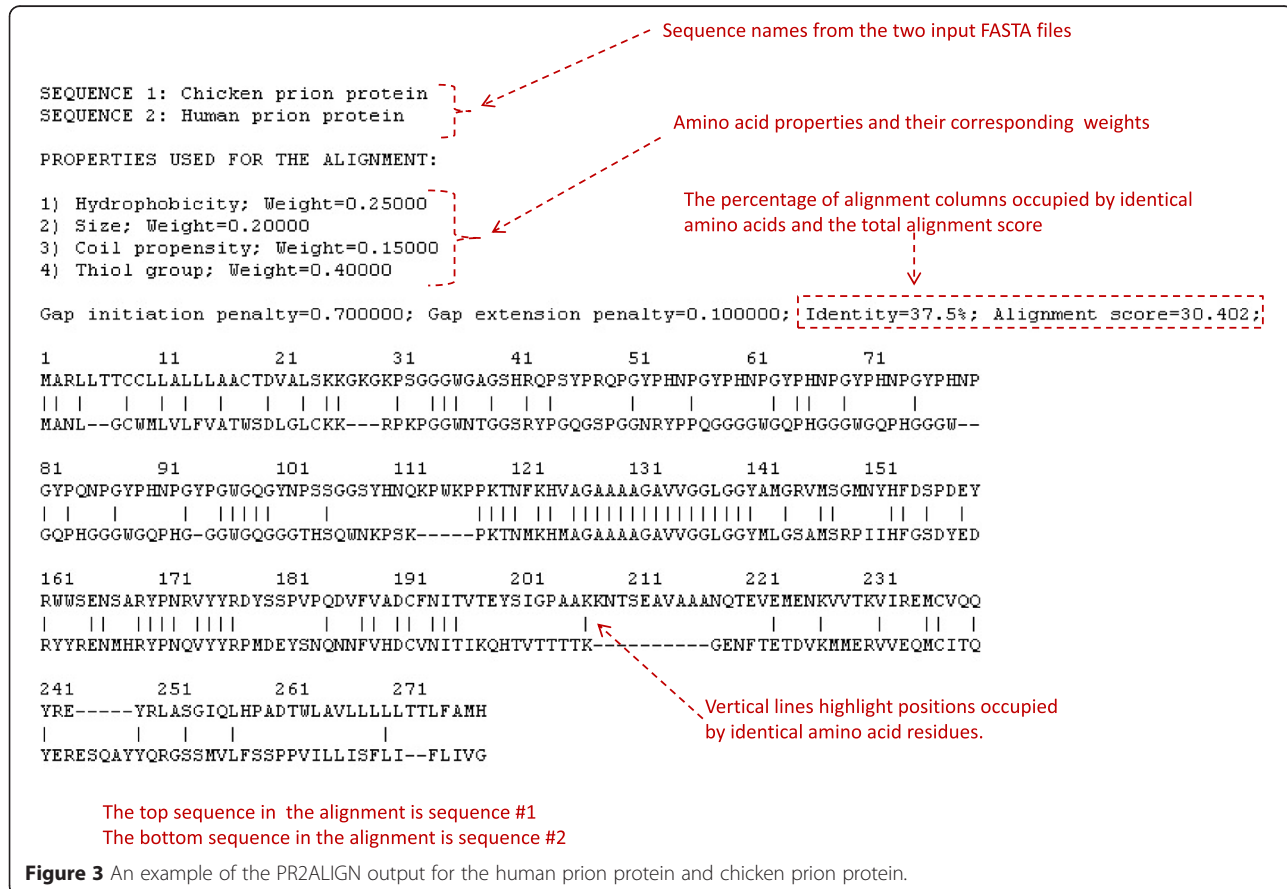 Sequence names from the two input FASTA files
SEQUENCE 1: Chicken prion protein
SEQUENCE 2: Human prion protein
Amino acid properties and their corresponding weights
PROPERTIES USED FOR THE ALIGNMENT:
1) Hydrophobicity; Weight=0.25000
2) Size; Weight=0.20000
3) Coil propensity; Weight=0.15000
4) Thiol group; Weight=0.40000
The percentage of alignment columns occupied by identical
amino acids and the total alignment score
Gap initiation penalty=0.700000; Gap extension penalty=0.100000; Identity=37.5%; Alignment score=30.402;
1 11 21 31 41 51 61 71
MARLLTTCCLLALLLAACTDVALSKKGKGKPSGGGWGAGSHRQPSYPRQPGYPHNPGYPHNPGYPHNPGYPHNPGYPHNP
|| | | | | | | || | ||| | | | | | || | |
MANL--GCWMLVLFVATWSDLGLCKK---RPKPGGWNTGGSRYPGQGSPGGNRYPPQGGGGWGQPHGGGWGQPHGGGW--
81 91 101 111 121 131 141 151
GYPQNPGYPHNPGYPGWGQGYNPSSGGSYHNQKPWKPPKTNFKHVAGAAAAGAVVGGLGGYAMGRVMSGMNYHFDSPDEY
| | | | ||||| | |||| || |||||||||||||||| | || || | |
GQPHGGGWGQPHG-GGWGQGGGTHSQWNKPSK-----PKTNMKHMAGAAAAGAVVGGLGGYMLGSAMSRPIIHFGSDYED
161 171 181 191 201 211 221 231
RWWSENSARYPNRVYYRDYSSPVPQDVFVADCFNITVTEYSIGPAAKKNTSEAVAAANQTEVEMENKVVTKVIREMCVQQ
| || |||| |||| | | || ||| | | | | || |
RYYRENMHRYPNQVYYRPMDEYSNQNNFVHDCVNITIKQHTVTTTTK----------GENFTETDVKMMERVVEQMCITQ
241 251 261 271
YRE-----YRLASGIQLHPADTWLAVLLLLLTTLFAMH
| | | | |
YERESQAYYQRGSSMVLFSSPPVILLISFLI--FLIVG
Vertical lines highlight positions occupied
by identical amino acid residues.
The top sequence in the alignment is sequence #1
The bottom sequence in the alignment is sequence #2
Figure 3 An example of the PR2ALIGN output for the human prion protein and chicken prion protein.